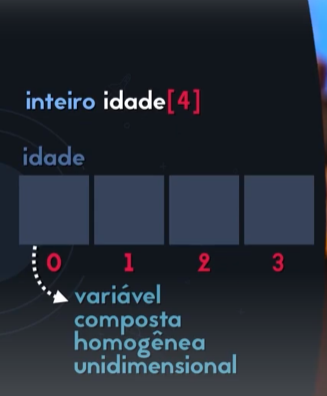 inteiro idade[4]
idade
0 1 2 3
variável
composta
homogênea
unidimensional